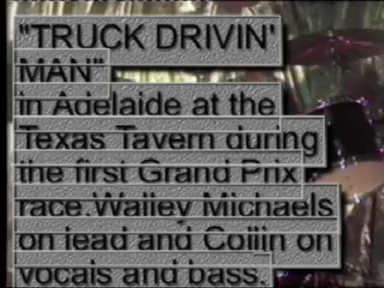 "TRUCK DRIVIN'
MAN"
in Adelaide at the
Texas Tavern during
the first Grand Prix
race.Walley Michaels
on lead and Collin on
vocals and bass.